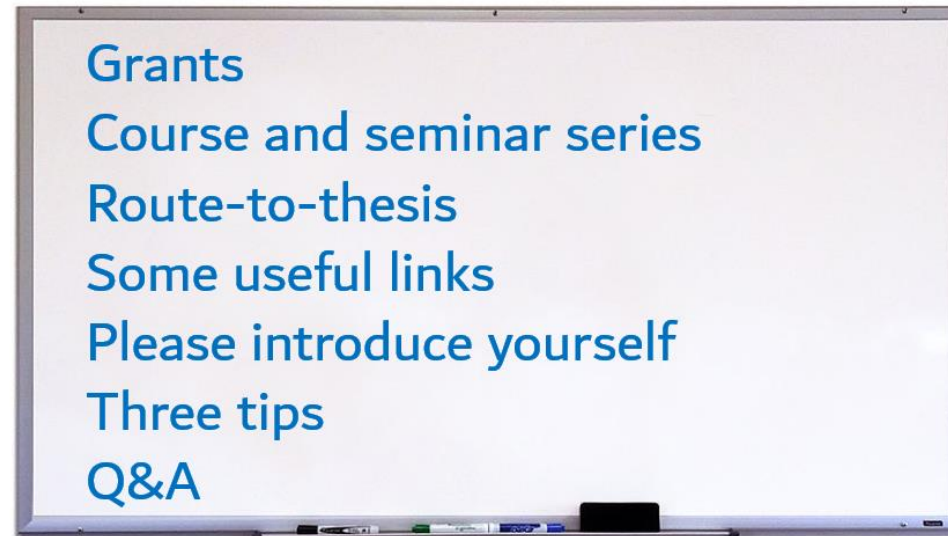 Grants
Course and seminar series
Route-to-thesis
Some useful links
Please introduce yourself
Three tips
Q&A